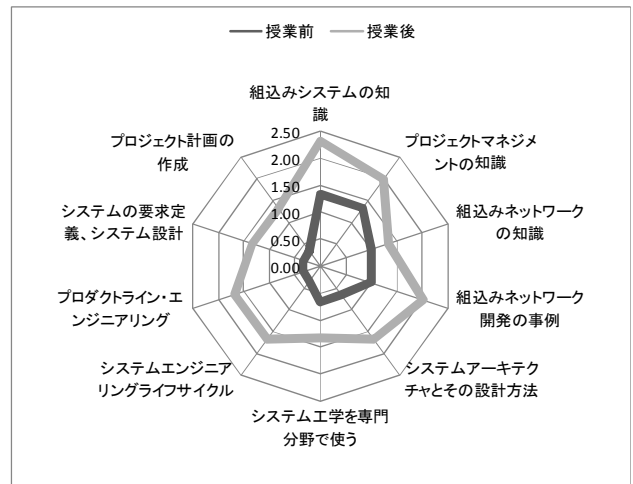 授業前 授業後
組込みシステムの知
識
プロジェクト計画の
作成
プロジェクトマネジメ
ントの知識
2.50
2.00
1.50
1.00
0.50
0.00
システムの要求定
義、システム設計
組込みネットワーク
の知識
プロダクトライン・エ
ンジニアリング
組込みネットワーク
開発の事例
システムエンジニア
リングライフサイクル
システムアーキテク
チャとその設計方法
システム工学を専門
分野で使う